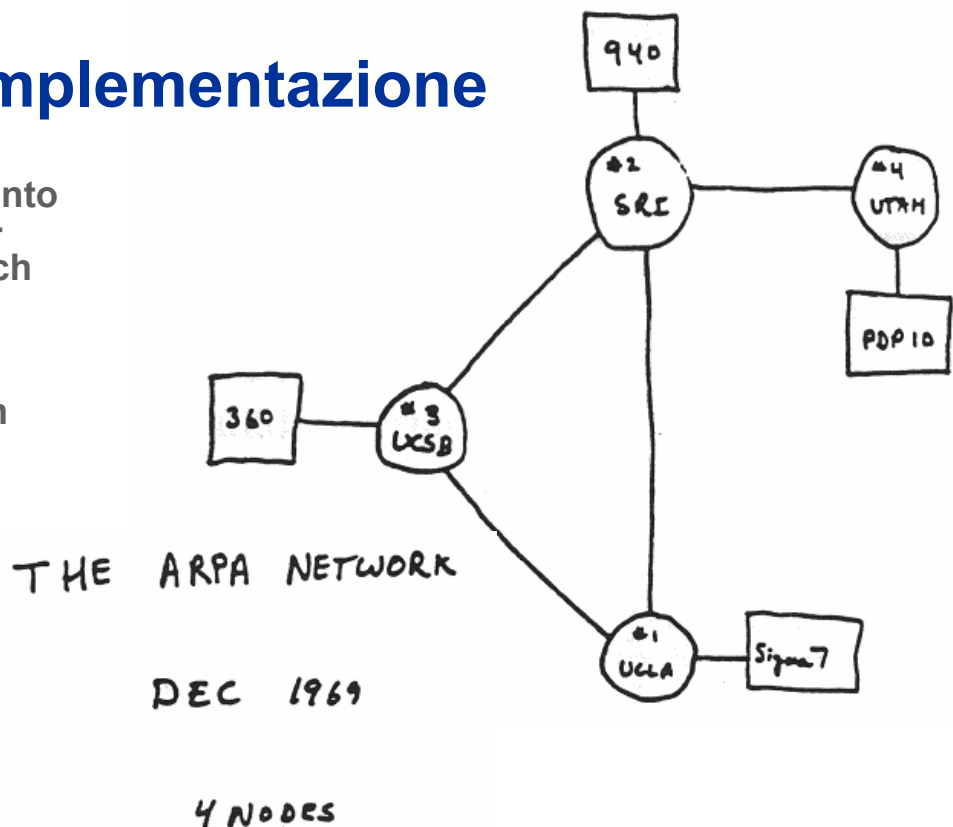 mplementazione
nto
ch
940
#2
SRI
#4
UTAH
PDP 10
360
#3
UCSB
THE ARPA NETWORK
#1
UCLA
Sigma 7
DEC 1969
4 NODES